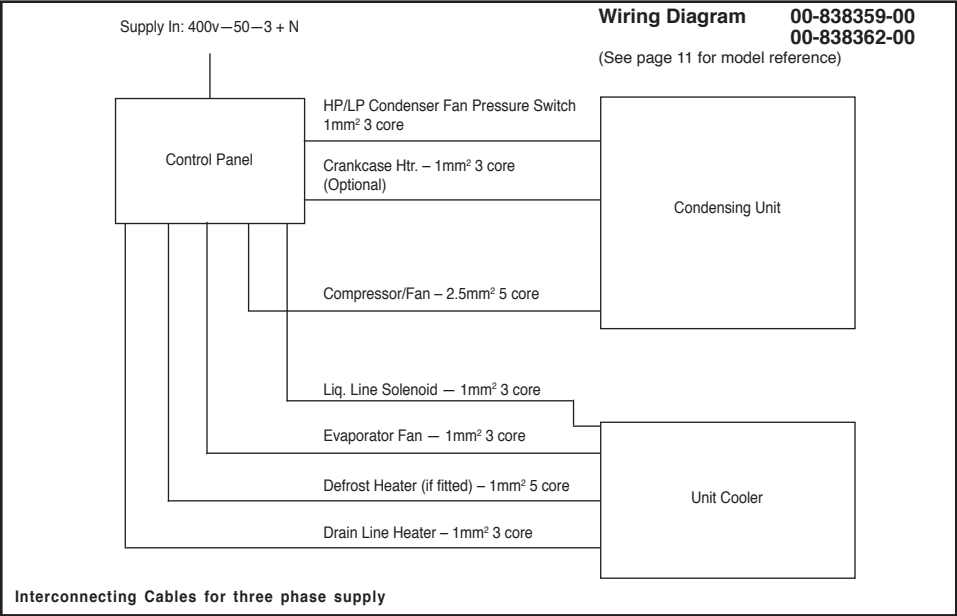 Supply In: 400v—50—3 + N
Wiring Diagram 00-838359-00
00-838362-00
(See page 11 for model reference)
HP/LP Condenser Fan Pressure Switch
1mm² 3 core
Control Panel
Crankcase Htr. – 1mm² 3 core
(Optional)
Condensing Unit
Compressor/Fan – 2.5mm² 5 core
Liq. Line Solenoid — 1mm² 3 core
Evaporator Fan — 1mm² 3 core
Defrost Heater (if fitted) – 1mm² 5 core
Unit Cooler
Drain Line Heater – 1mm² 3 core
Interconnecting Cables for three phase supply